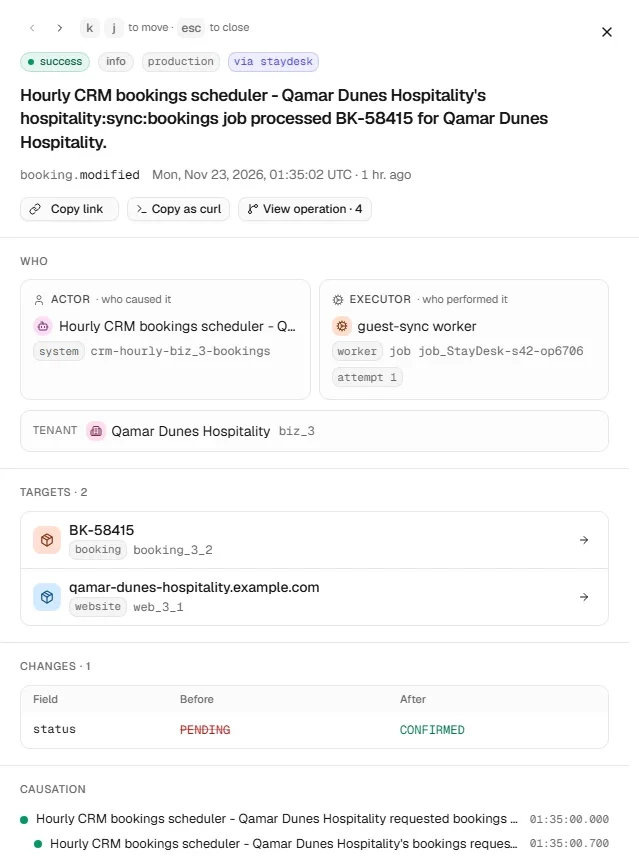 k j to move · esc to close
success info production via staydesk
Hourly CRM bookings scheduler - Qamar Dunes Hospitality's
hospitality:sync:bookings job processed BK-58415 for Qamar Dunes
Hospitality.
booking.modified Mon, Nov 23, 2026, 01:35:02 UTC · 1 hr. ago
Copy link Copy as curl View operation · 4
WHO
ACTOR · who caused it
Hourly CRM bookings scheduler - Q…
system crm-hourly-biz_3-bookings
EXECUTOR · who performed it
guest-sync worker
worker job job_StayDesk-s42-op6706
attempt 1
TENANT Qamar Dunes Hospitality biz_3
TARGETS · 2
BK-58415
booking booking_3_2
qamar-dunes-hospitality.example.com
website web_3_1
CHANGES · 1
Field Before After
status PENDING CONFIRMED
CAUSATION
Hourly CRM bookings scheduler - Qamar Dunes Hospitality requested bookings … 01:35:00.000
Hourly CRM bookings scheduler - Qamar Dunes Hospitality's bookings reques… 01:35:00.700